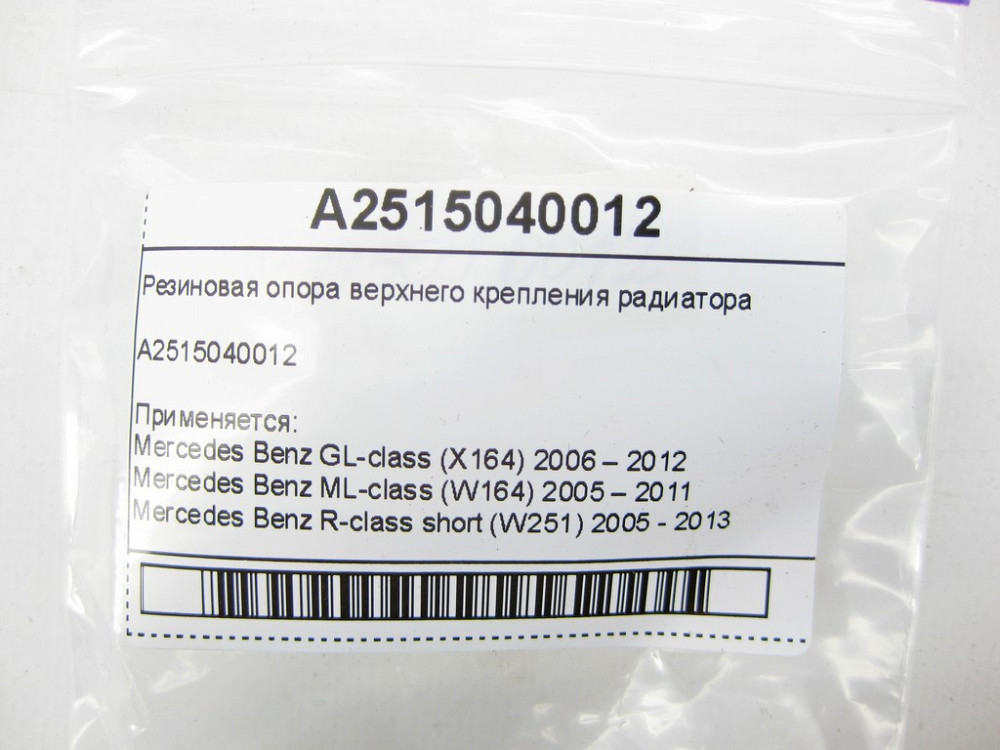 A2515040012
Резиновая опора верхнего крепления радиатора
A2515040012
Применяется:
Mercedes Benz GL-class (X164) 2006 – 2012
Mercedes Benz ML-class (W164) 2005 – 2011
Mercedes Benz R-class short (W251) 2005 - 2013